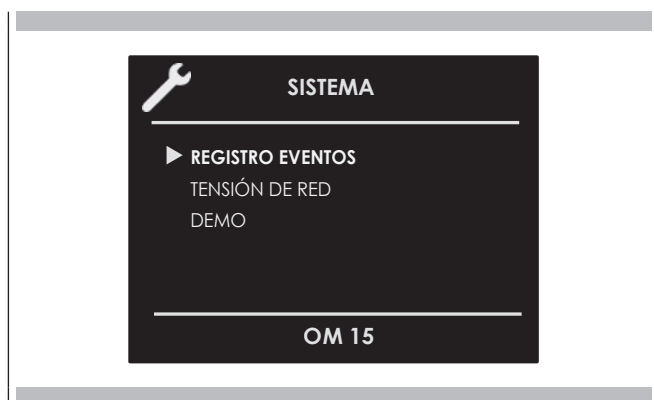 SISTEMA
REGISTRO EVENTOS
TENSIÓN DE RED
DEMO
OM 15